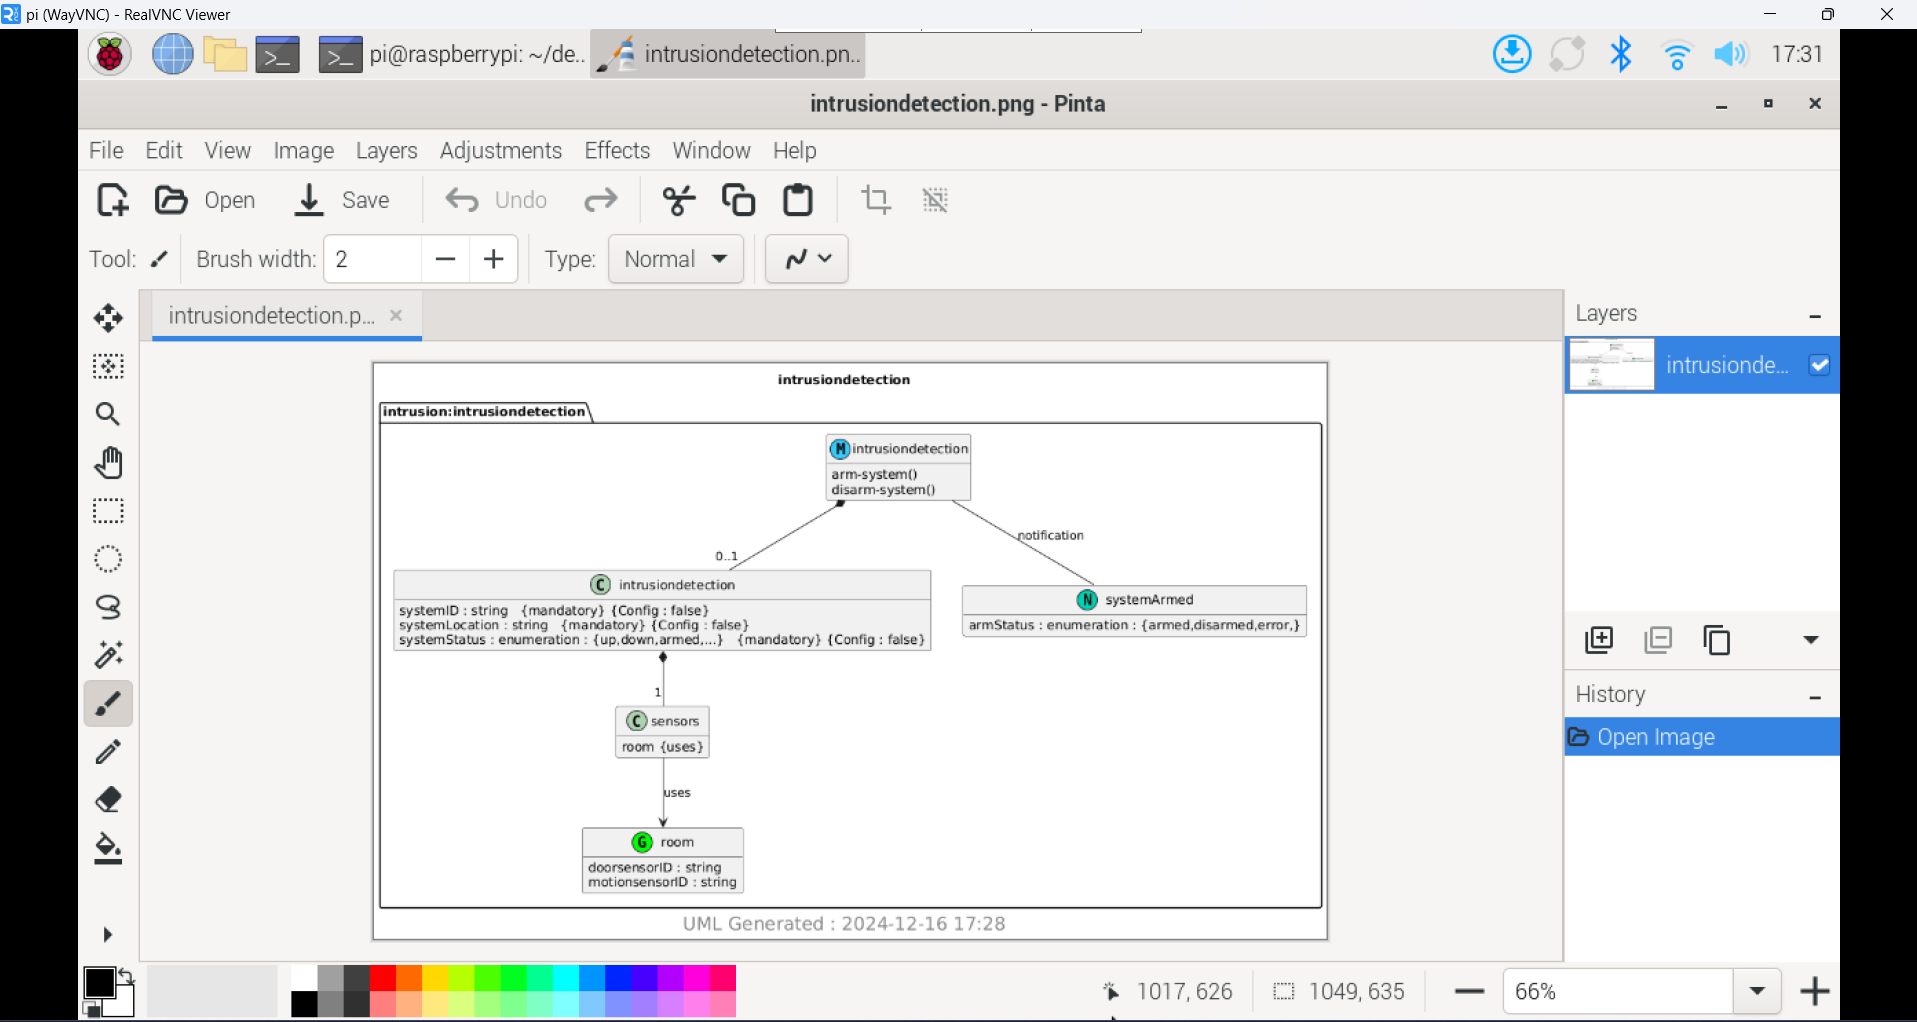 pi (WayVNC) - RealVNC Viewer
pi@raspberrypi: ~/de..
intrusiondetection.pn..
17:31
intrusiondetection.png - Pinta
File Edit View Image Layers Adjustments Effects Window Help
Open Save Undo
Tool: Brush width: 2 Type: Normal
intrusiondetection.p...
Layers
intrusionde...
intrusiondetection
intrusion:intrusiondetection
M intrusiondetection
arm-system()
disarm-system()
notification
0..1
C intrusiondetection
systemID : string {mandatory} {Config : false}
systemLocation : string {mandatory} {Config : false}
systemStatus : enumeration : {up,down,armed,...} {mandatory} {Config : false}
N systemArmed
armStatus : enumeration : {armed,disarmed,error,}
1
C sensors
room {uses}
uses
G room
doorsensorID : string
motionsensorID : string
UML Generated : 2024-12-16 17:28
History
Open Image
1017, 626
1049, 635
66%